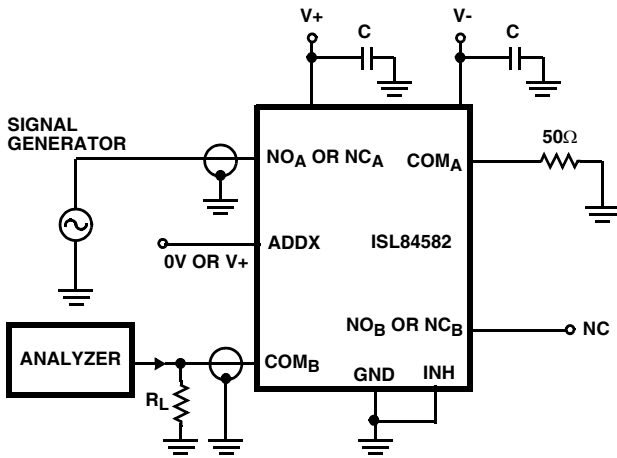 V+
V-
C
C
SIGNAL
GENERATOR
NOA OR NCA
COMA
50Ω
ADDX
ISL84582
0V OR V+
NOB OR NCB
NC
ANALYZER
COMB
GND
INH
RL